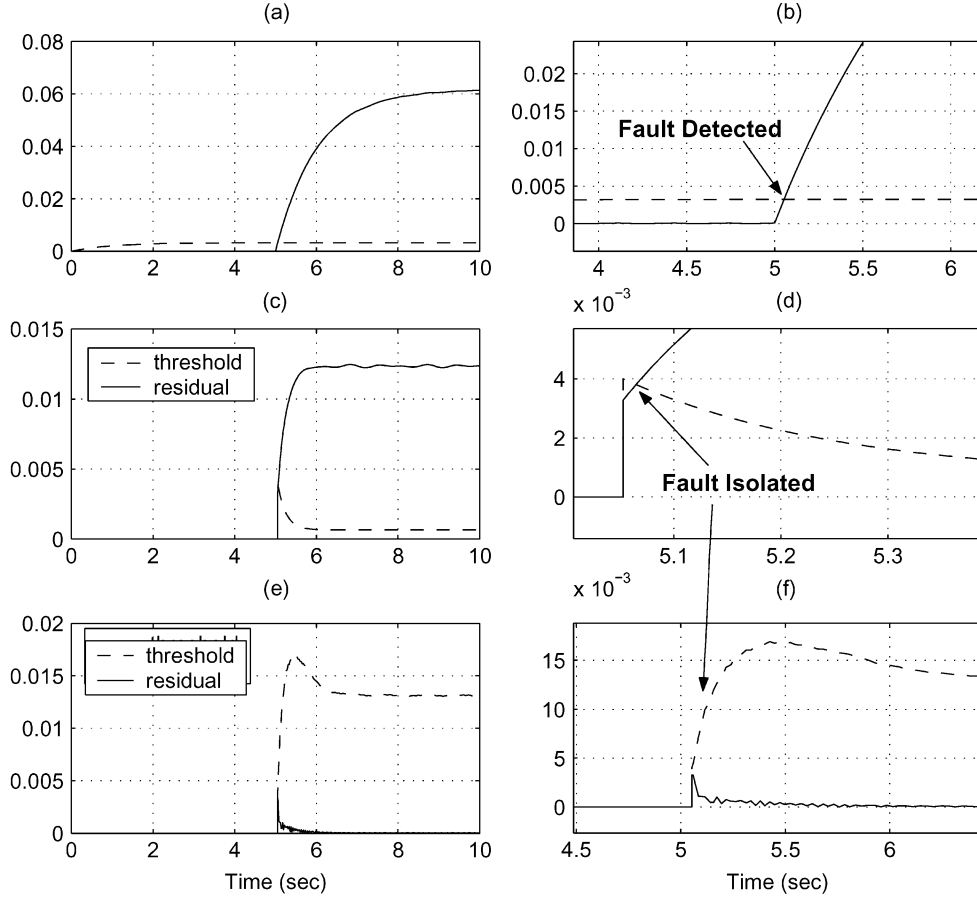 (a)
0.08
0.06
0.04
0.02
0
0 2 4 6 8 10
(b)
0.02
0.015
0.01
0.005
0
Fault Detected
4 4.5 5 5.5 6
(c)
0.015
0.01
0.005
0
threshold
residual
0 2 4 6 8 10
x 10⁻³ (d)
4
2
0
Fault Isolated
5.1 5.2 5.3
(e)
0.02
0.015
0.01
0.005
0
threshold
residual
0 2 4 6 8 10
Time (sec)
x 10⁻³ (f)
15
10
5
0
4.5 5 5.5 6
Time (sec)